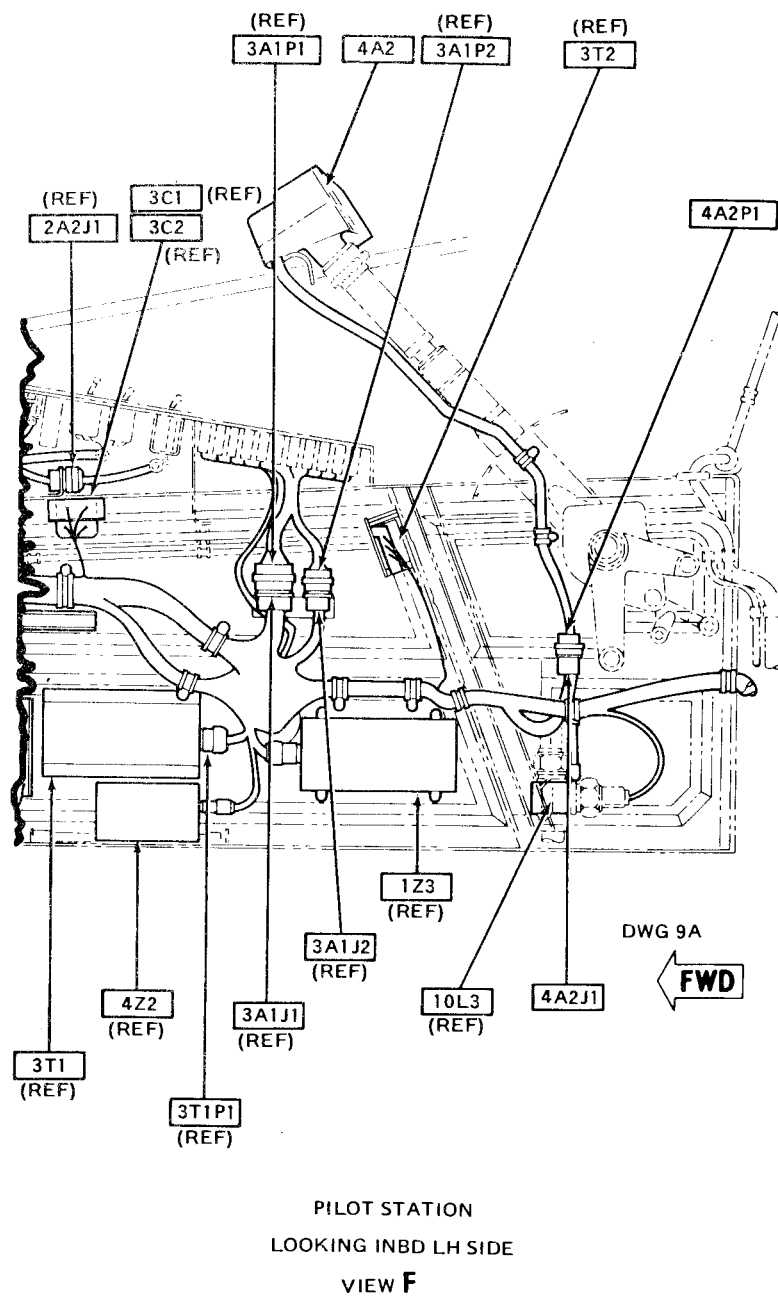 (REF)
3A1P1
4A2
(REF)
3A1P2
(REF)
3T2
(REF)
2A2J1
3C1 (REF)
3C2
(REF)
4A2P1
1Z3
(REF)
DWG 9A
FWD
3A1J2
(REF)
4Z2
(REF)
3A1J1
(REF)
10L3
(REF)
4A2J1
3T1
(REF)
3T1P1
(REF)
PILOT STATION
LOOKING INBD LH SIDE
VIEW F